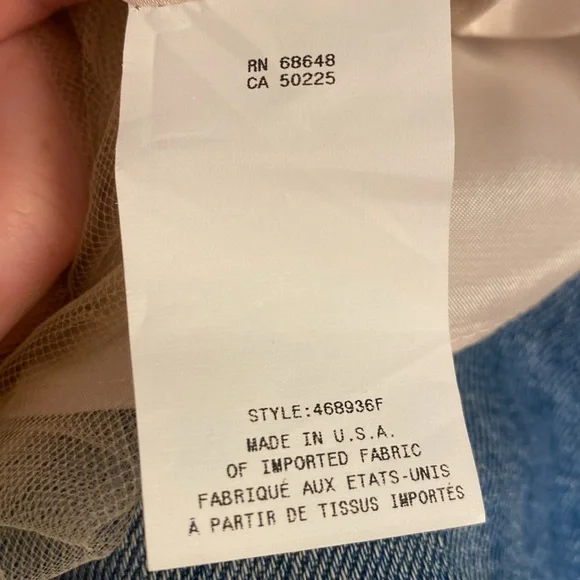 RN 68648
CA 50225
STYLE:468936F
MADE IN U.S.A.
OF IMPORTED FABRIC
FABRIQUÉ AUX ETATS-UNIS
À PARTIR DE TISSUS IMPORTÉS